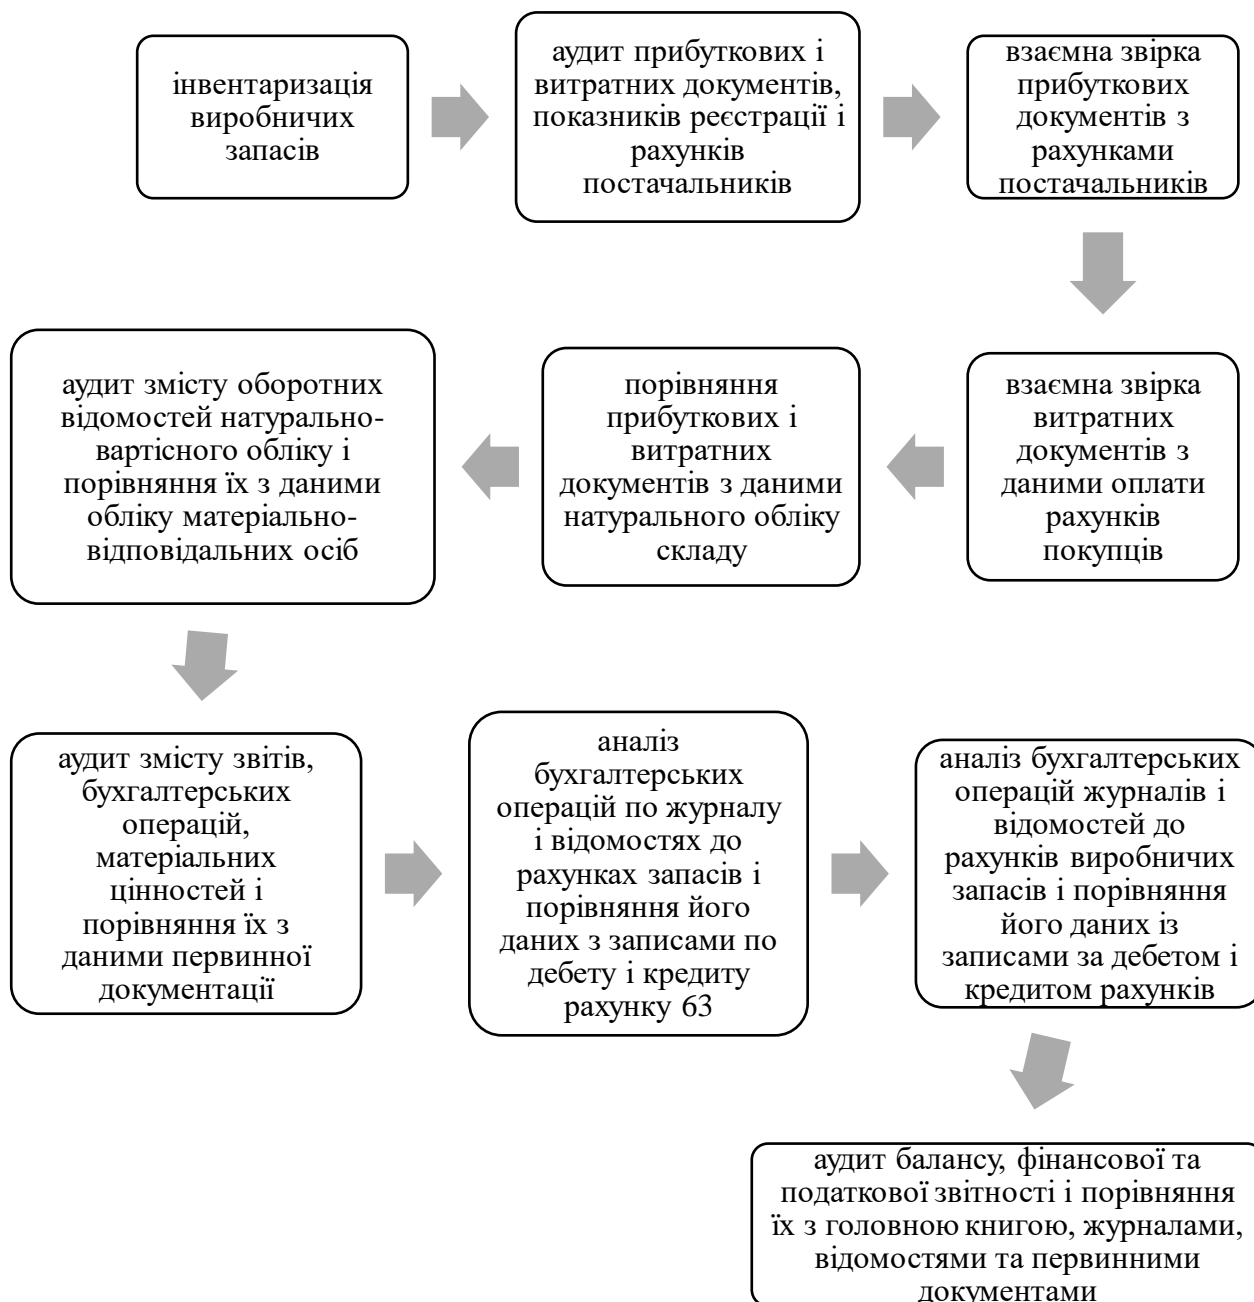 інвентаризація
виробничих
запасів
аудит прибуткових і
витратних документів,
показників реєстрації і
рахунків
постачальників
взаємна звірка
прибуткових
документів з
рахунками
постачальників
взаємна звірка
витратних
документів з
даними оплати
рахунків
покупців
порівняння
прибуткових і
витратних
документів з даними
натурального обліку
складу
аудит змісту оборотних
відомостей натурально-
вартісного обліку і
порівняння їх з даними
обліку матеріально-
відповідальних осіб
аудит змісту звітів,
бухгалтерських
операцій,
матеріальних
цінностей і
порівняння їх з
даними первинної
документації
аналіз
бухгалтерських
операцій по журналу
і відомостях до
рахунках запасів і
порівняння його
даних з записами по
дебету і кредиту
рахунку 63
аналіз бухгалтерських
операцій журналів і
відомостей до
рахунків виробничих
запасів і порівняння
його даних із
записами за дебетом і
кредитом рахунків
аудит балансу, фінансової та
податкової звітності і порівняння
їх з головною книгою, журналами,
відомостями та первинними
документами